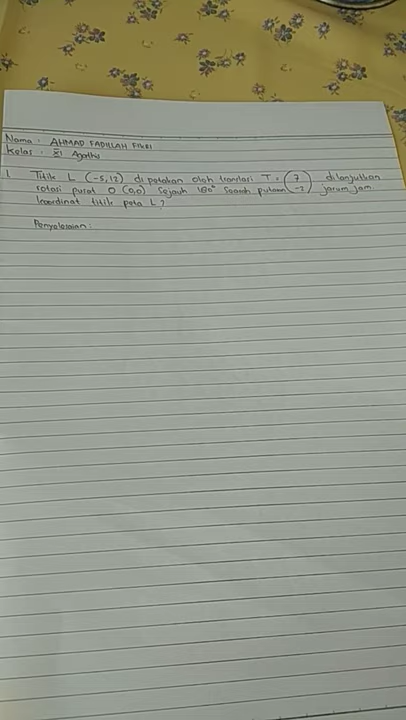 Nama : AHMAD FADILLAH FIKRI
Kelas : XI Agathis
1. Titik L (-5,12) di petakan oleh translasi T = (7 -2) dilanjutkan
rotasi pusat O (0,0) sejauh 180° searah putaran jarum jam.
koordinat titik peta L?
Penyelesaian :